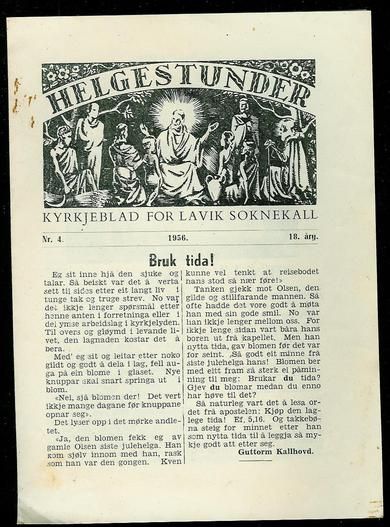 HELGESTUNDER
KYRKJEBLAD FOR LAVIK SOKNEKALL
Nr. 4. 1956. 18. årg.
Bruk tida!
Eg sit inne hjå den sjuke og
talar. Så beiskt var det å verta
sett til sides etter eit langt liv i
tunge tak og truge strev. No var
det ikkje lenger spørsmål etter
henne anten i forretninga eller i
dei ymse arbeidslag i kyrkjelyden.
Til overs og gløymd i levande li-
vet, den lagnaden kostar det å
bera.
Med' eg sit og leitar etter noko
gildt og godt å dela i lag, fell au-
ga på ein blome i glaset. Nye
knuppar skal snart springa ut i
blom.
«Nei, sjå blomen der! Det vert
ikkje mange dagane før knuppane
opnar seg».
Det lyser opp i det mørke andle-
tet.
«Ja, den blomen fekk eg av
gamle Olsen siste julehelga. Han
kom sjølv innom med han, rask
som han var den gongen. Kven
kunne vel tenkt at reisebodet
hans stod så nær føre!»
Tanken gjekk mot Olsen, den
gilde og stillfarande mannen. Så
ofte hadde det vore godt å møta
han med sin gode smil. No var
han ikkje lenger mellom oss. For
ikkje lenge sidan vart båra hans
boren ut frå kapellet. Men han
nytta tida, gav blomen før det var
for seint. Så godt eit minne frå
siste julehelga hans! Blomen ber
med eitt fram så sterk ei påmin-
ning til meg: Brukar du tida?
Gjev du blomar medan du enno
har høve til det?
Så naturleg vart det å lesa or-
det frå apostelen: Kjøp den lag-
lege tida! Ef. 5,16. Og takkebø-
na steig for minnet etter han
som nytta tida til å leggja så my-
kje godt att etter seg.
Guttorm Kallhovd.